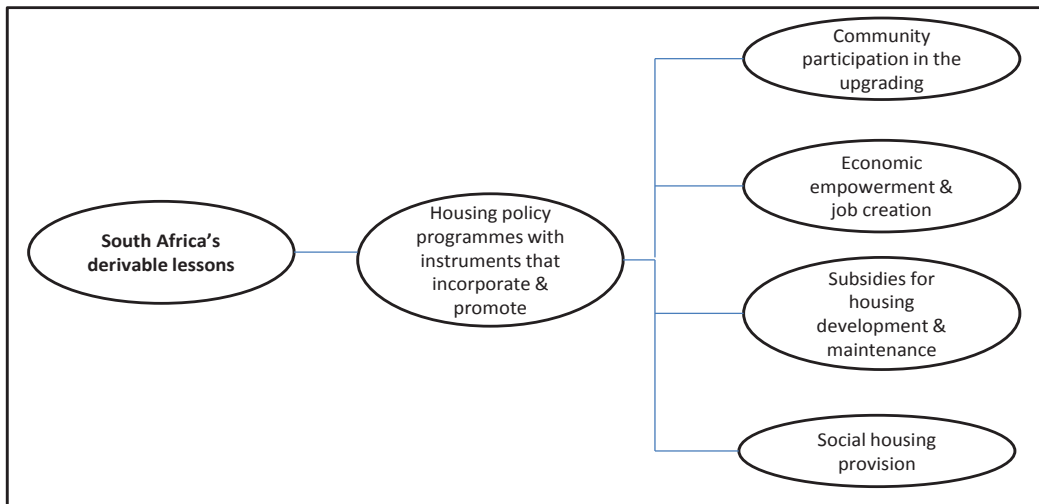 South Africa's
derivable lessons
Housing policy
programmes with
instruments that
incorporate &
promote
Community
participation in the
upgrading
Economic
empowerment &
job creation
Subsidies for
housing
development &
maintenance
Social housing
provision